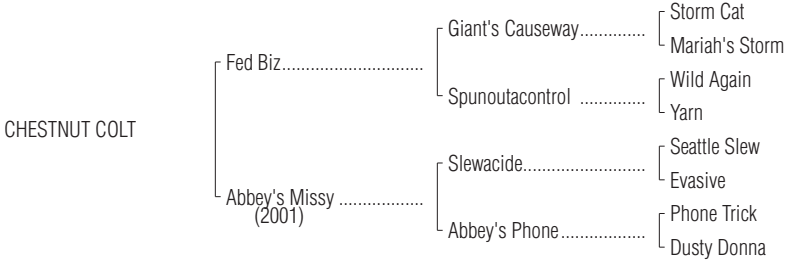 Storm Cat
Giant's Causeway..............
Mariah's Storm
Fed Biz..............................
Wild Again
Spunoutacontrol ..............
Yarn
CHESTNUT COLT
Seattle Slew
Slewacide..........................
Evasive
Abbey's Missy ..................
(2001)
Phone Trick
Abbey's Phone..................
Dusty Donna